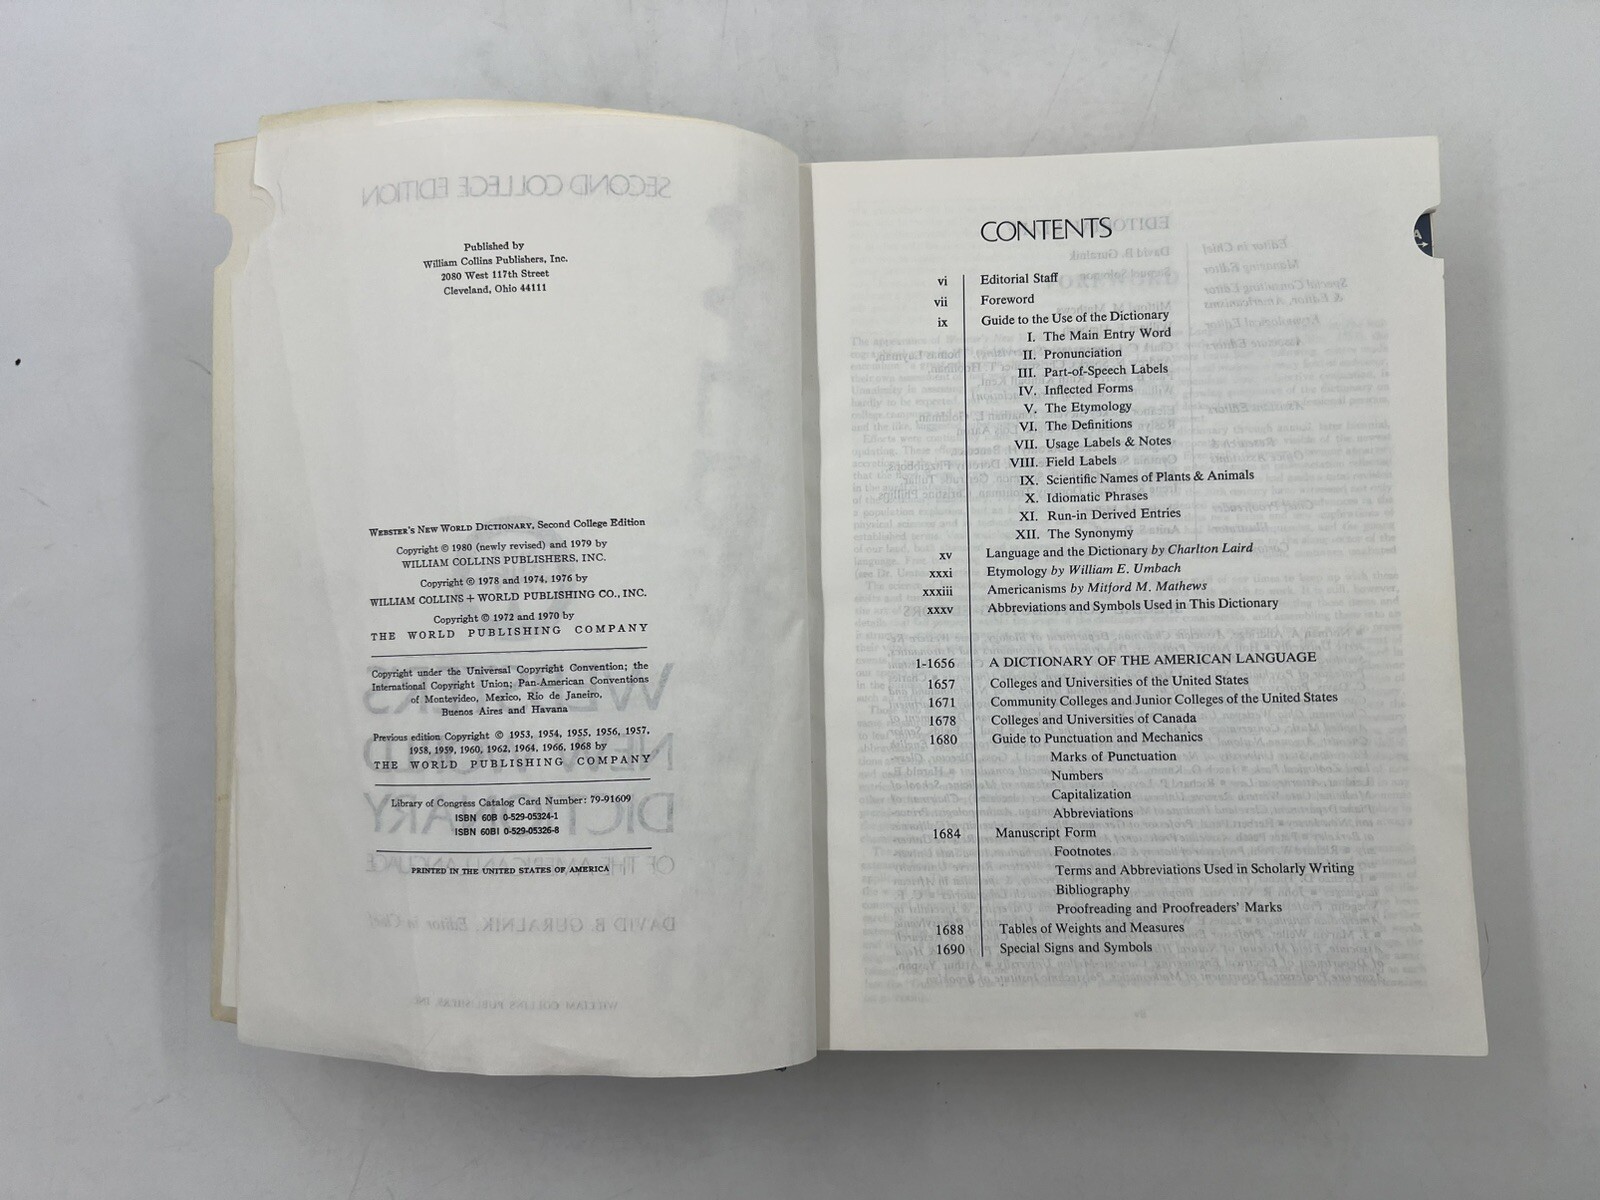 Published by
William Collins Publishers, Inc.
2080 West 117th Street
Cleveland, Ohio 44111
WEBSTER'S NEW WORLD DICTIONARY, Second College Edition
Copyright © 1980 (newly revised) and 1979 by
WILLIAM COLLINS PUBLISHERS, INC.
Copyright © 1978 and 1974, 1976 by
WILLIAM COLLINS + WORLD PUBLISHING CO., INC.
Copyright © 1972 and 1970 by
THE WORLD PUBLISHING COMPANY
Copyright under the Universal Copyright Convention; the
International Copyright Union; Pan-American Conventions
of Montevideo, Mexico, Rio de Janeiro,
Buenos Aires and Havana
Previous edition Copyright © 1953, 1954, 1955, 1956, 1957,
1958, 1959, 1960, 1962, 1964, 1966, 1968 by
THE WORLD PUBLISHING COMPANY
Library of Congress Catalog Card Number: 79-91609
ISBN 60B 0-529-05324-1
ISBN 60BI 0-529-05326-8
PRINTED IN THE UNITED STATES OF AMERICA
CONTENTS
vi Editorial Staff
vii Foreword
ix Guide to the Use of the Dictionary
I. The Main Entry Word
II. Pronunciation
III. Part-of-Speech Labels
IV. Inflected Forms
V. The Etymology
VI. The Definitions
VII. Usage Labels & Notes
VIII. Field Labels
IX. Scientific Names of Plants & Animals
X. Idiomatic Phrases
XI. Run-in Derived Entries
XII. The Synonymy
xv Language and the Dictionary by Charlton Laird
xxxi Etymology by William E. Umbach
xxxiii Americanisms by Mitford M. Mathews
xxxv Abbreviations and Symbols Used in This Dictionary
1-1656 A DICTIONARY OF THE AMERICAN LANGUAGE
1657 Colleges and Universities of the United States
1671 Community Colleges and Junior Colleges of the United States
1678 Colleges and Universities of Canada
1680 Guide to Punctuation and Mechanics
Marks of Punctuation
Numbers
Capitalization
Abbreviations
1684 Manuscript Form
Footnotes
Terms and Abbreviations Used in Scholarly Writing
Bibliography
Proofreading and Proofreaders' Marks
1688 Tables of Weights and Measures
1690 Special Signs and Symbols
A